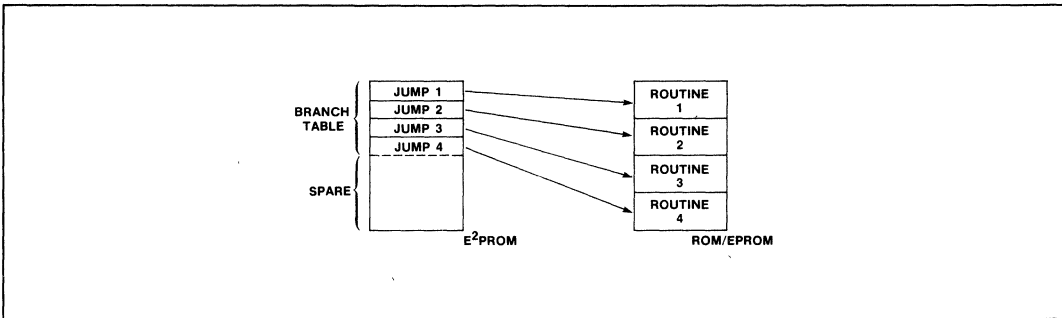 BRANCH
TABLE
SPARE
JUMP 1
JUMP 2
JUMP 3
JUMP 4
E²PROM
ROUTINE
1
ROUTINE
2
ROUTINE
3
ROUTINE
4
ROM/EPROM